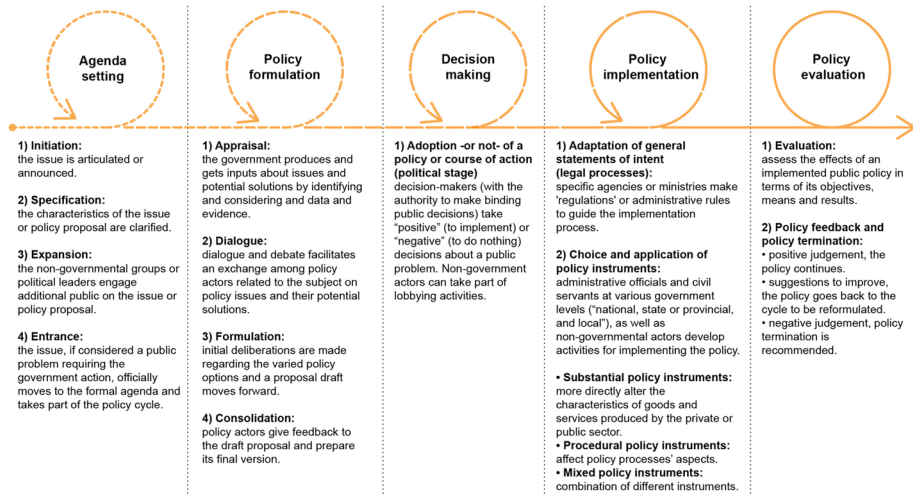 Agenda
setting
1) Initiation:
the issue is articulated or
announced.
2) Specification:
the characteristics of the issue
or policy proposal are clarified.
3) Expansion:
the non-governmental groups or
political leaders engage
additional public on the issue or
policy proposal.
4) Entrance:
the issue, if considered a public
problem requiring the
government action, officially
moves to the formal agenda and
takes part of the policy cycle.
Policy
formulation
1) Appraisal:
the government produces and
gets inputs about issues and
potential solutions by identifying
and considering and data and
evidence.
2) Dialogue:
dialogue and debate facilitates
an exchange among policy
actors related to the subject on
policy issues and their potential
solutions.
3) Formulation:
initial deliberations are made
regarding the varied policy
options and a proposal draft
moves forward.
4) Consolidation:
policy actors give feedback to
the draft proposal and prepare
its final version.
Decision
making
1) Adoption -or not- of a
policy or course of action
(political stage)
decision-makers (with the
authority to make binding
public decisions) take
“positive” (to implement) or
“negative” (to do nothing)
decisions about a public
problem. Non-government
actors can take part of
lobbying activities.
Policy
implementation
1) Adaptation of general
statements of intent
(legal processes):
specific agencies or ministries make
'regulations' or administrative rules
to guide the implementation
process.
2) Choice and application of
policy instruments:
administrative officials and civil
servants at various government
levels (“national, state or provincial,
and local”), as well as
non-governmental actors develop
activities for implementing the policy.
• Substantial policy instruments:
more directly alter the
characteristics of goods and
services produced by the private or
public sector.
• Procedural policy instruments:
affect policy processes’ aspects.
• Mixed policy instruments:
combination of different instruments.
Policy
evaluation
1) Evaluation:
assess the effects of an
implemented public policy in
terms of its objectives,
means and results.
2) Policy feedback and
policy termination:
• positive judgement, the
policy continues.
• suggestions to improve,
the policy goes back to the
cycle to be reformulated.
• negative judgement, policy
termination is
recommended.